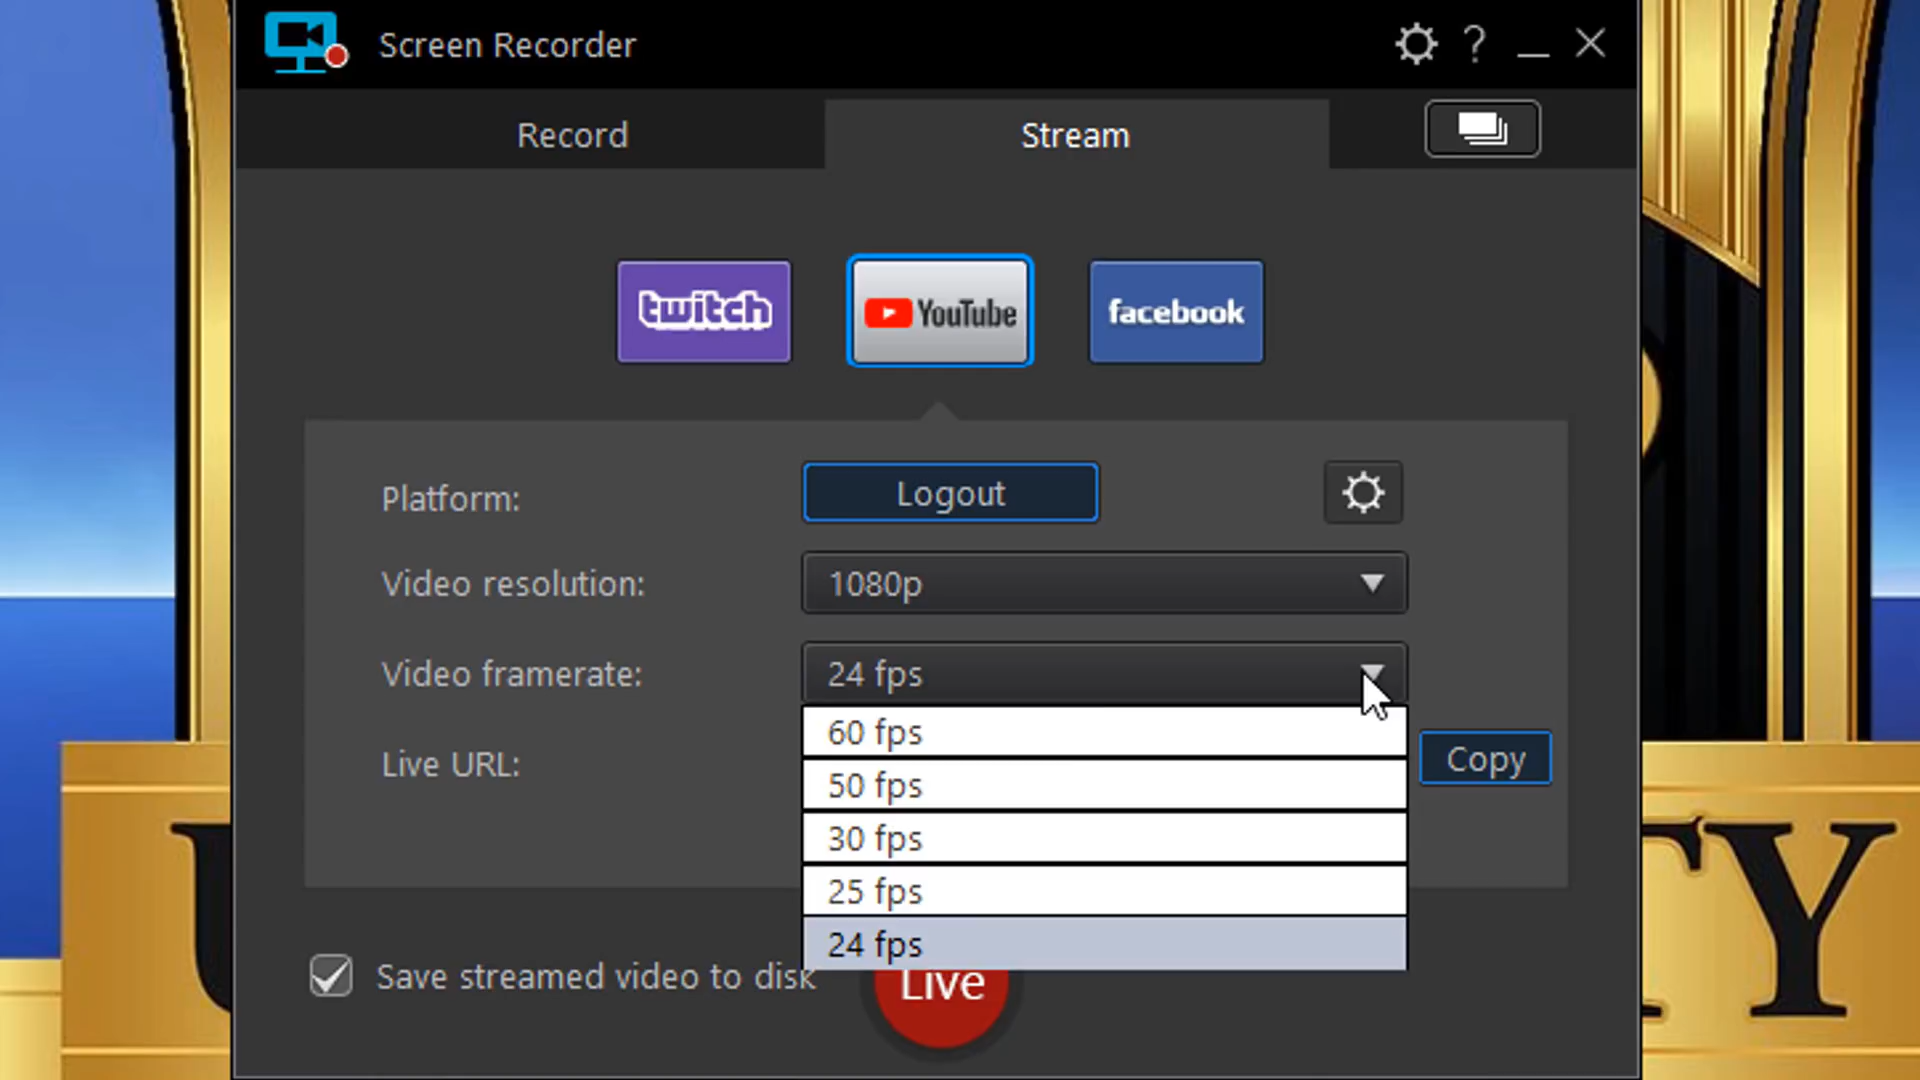 Screen Recorder
?
Record
Stream
twitch
YouTube
facebook
Platform:
Logout
Video resolution:
1080p
Video framerate:
24 fps
60 fps
50 fps
30 fps
25 fps
24 fps
Live URL:
Copy
Save streamed video to disk
Live
U
TY